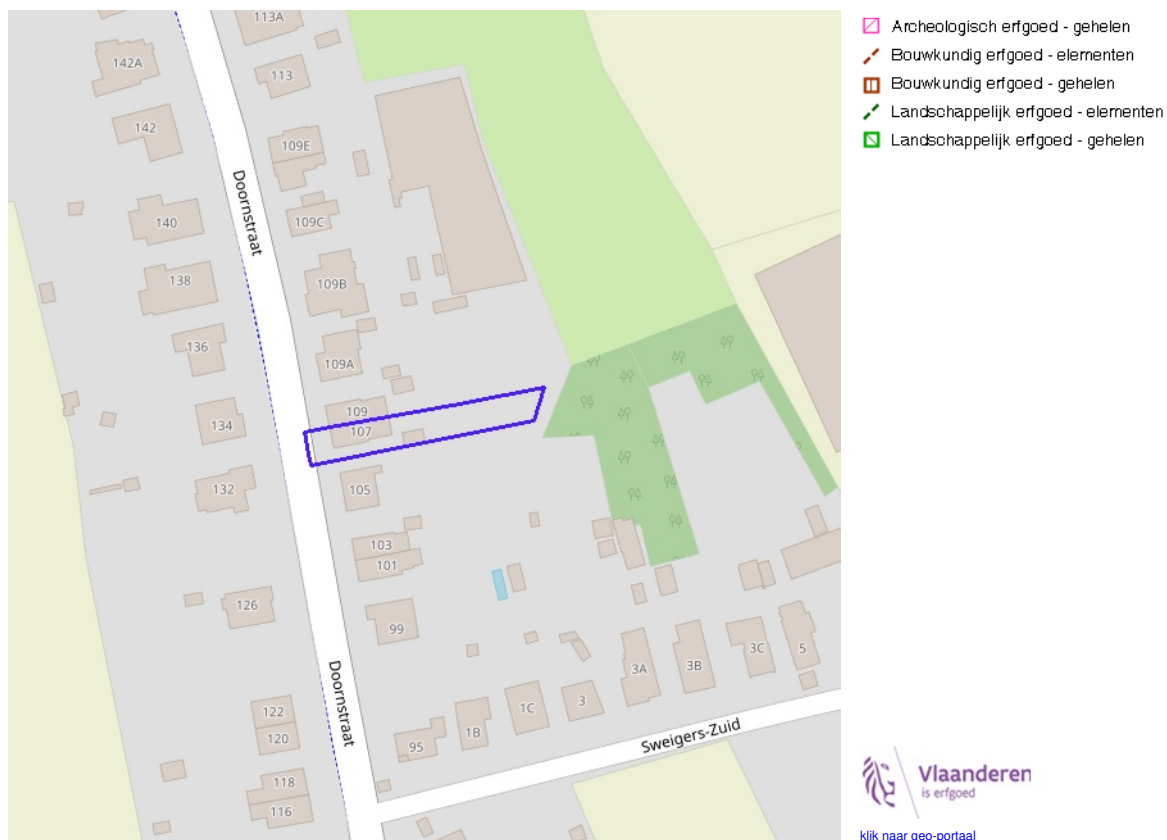 113A
142A
113
142
109E
Doornstraat
140
109C
138
109B
136
109A
109
134
107
132
105
103
101
126
99
Doornstraat
3A
3B
3C
5
122
1C
3
120
1B
95
Sweigers-Zuid
118
116
Archeologisch erfgoed - gehelen
Bouwkundig erfgoed - elementen
Bouwkundig erfgoed - gehelen
Landschappelijk erfgoed - elementen
Landschappelijk erfgoed - gehelen
Vlaanderen
is erfgoed
klik naar geo-portaal